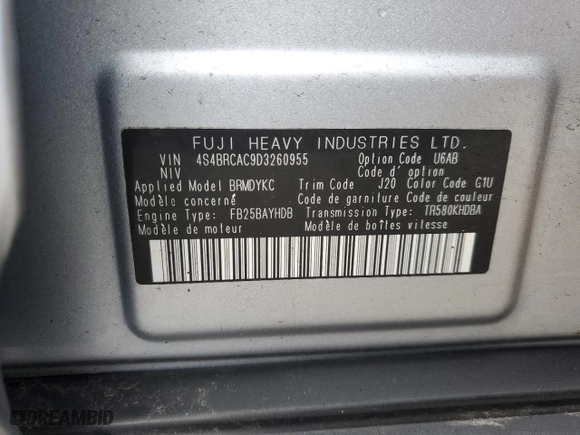 FUJI HEAVY INDUSTRIES LTD.
VIN 4S4BRCAC9D3260955 Option Code U6AB
NIV Code d' option
Applied Model BRMDYKC Trim Code J20 Color Code G1U
Modèle concerné Code de garniture Code de couleur
Engine Type FB25BAYHDB Transmission Type TR580KHDBA
Modèle de moteur Modèle de boîtes vitesse
DREAMBID